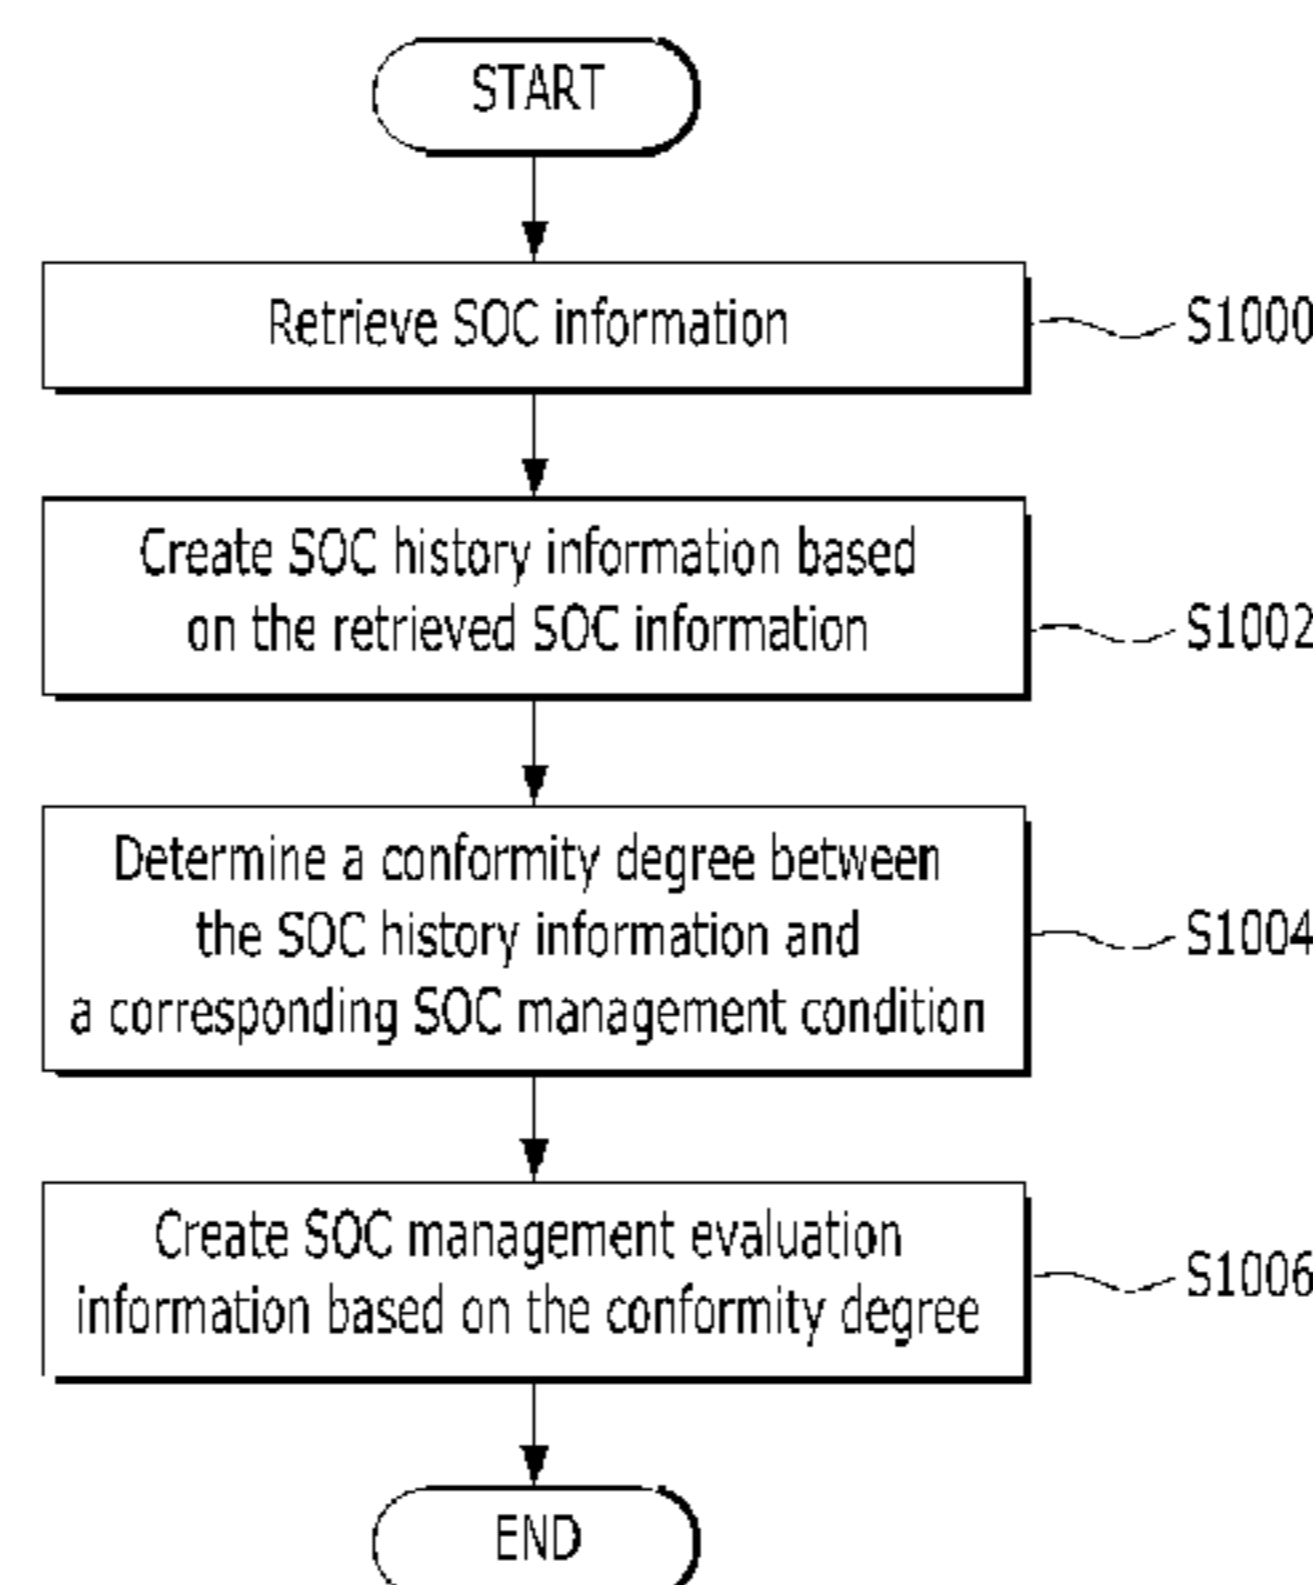 START
Retrieve SOC information
S1000
Create SOC history information based
on the retrieved SOC information
S1002
Determine a conformity degree between
the SOC history information and
a corresponding SOC management condition
S1004
Create SOC management evaluation
information based on the conformity degree
S1006
END